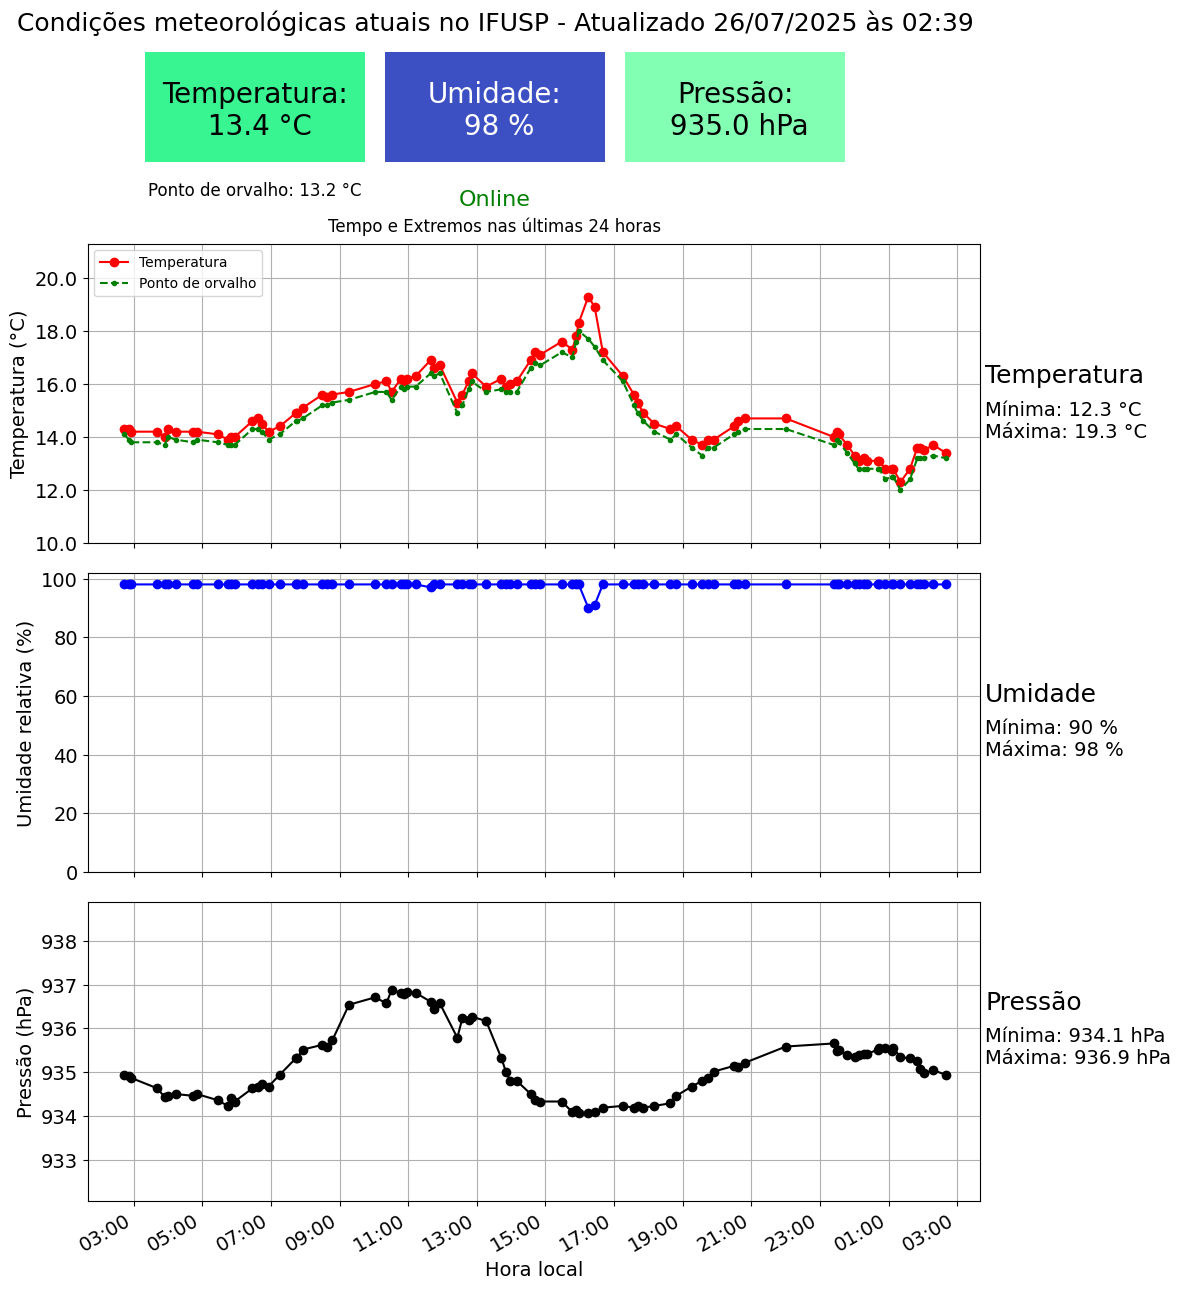 Condições meteorológicas atuais no IFUSP - Atualizado 26/07/2025 às 02:39
Temperatura:
13.4 °C
Umidade:
98 %
Pressão:
935.0 hPa
Ponto de orvalho: 13.2 °C
Online
Tempo e Extremos nas últimas 24 horas
Temperatura
Ponto de orvalho
Temperatura (°C)
20.0
18.0
16.0
14.0
12.0
10.0
Temperatura
Mínima: 12.3 °C
Máxima: 19.3 °C
Umidade relativa (%)
100
80
60
40
20
0
Umidade
Mínima: 90 %
Máxima: 98 %
Pressão (hPa)
938
937
936
935
934
933
Pressão
Mínima: 934.1 hPa
Máxima: 936.9 hPa
03:00 05:00 07:00 09:00 11:00 13:00 15:00 17:00 19:00 21:00 23:00 01:00 03:00
Hora local